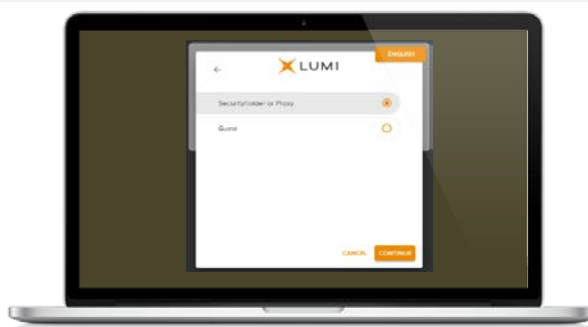 ENGLISH
LUMI
Securityholder or Proxy
Guest
CANCEL CONTINUE